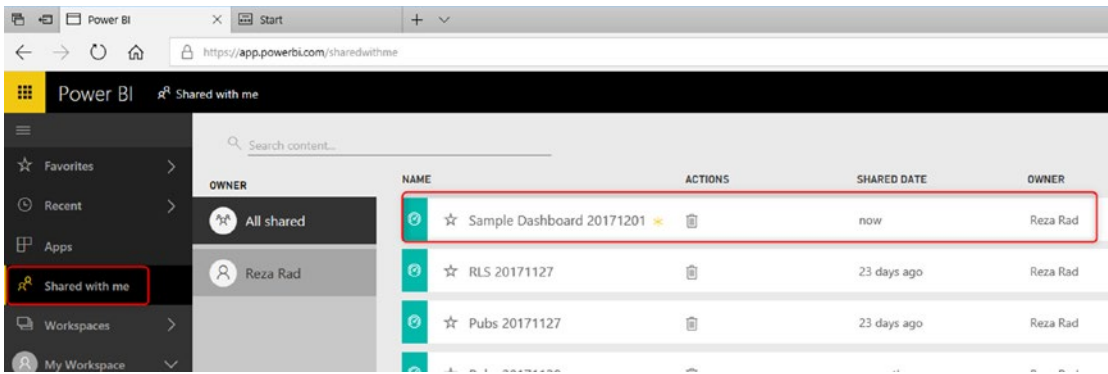 Power BI
Start
https://app.powerbi.com/sharedwithme
Power BI Shared with me
Search content...
Favorites
Recent
Apps
Shared with me
Workspaces
My Workspace
OWNER
All shared
Reza Rad
NAME ACTIONS SHARED DATE OWNER
Sample Dashboard 20171201 now Reza Rad
RLS 20171127 23 days ago Reza Rad
Pubs 20171127 23 days ago Reza Rad